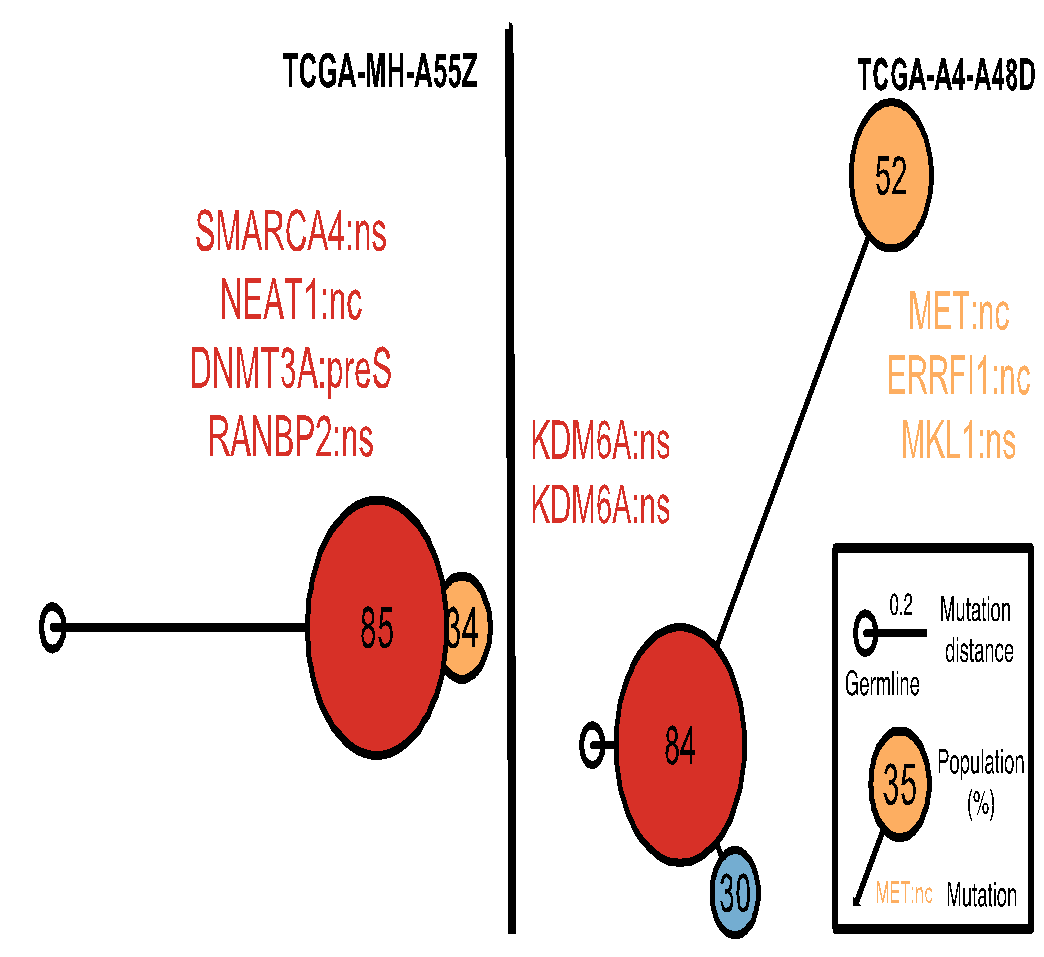 TCGA-MH-A55Z
SMARCA4:ns
NEAT1:nc
DNMT3A:preS
RANBP2:ns
85
34
TCGA-A4-A48D
52
MET:nc
ERRFI1:nc
MKL1:ns
KDM6A:ns
KDM6A:ns
84
30
0.2
Mutation
distance
Germline
35
Population
(%)
MET:nc Mutation